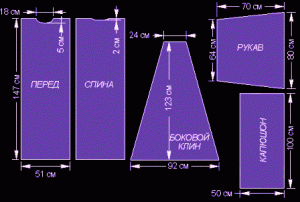 18 см
5 см
147 см
ПЕРЕД
51 см
2 см
СПИНА
24 см
123 см
БОКОВОЙ
КЛИН
92 см
70 см
64 см
РУКАВ
80 см
КАПЮШОН
100 см
50 см